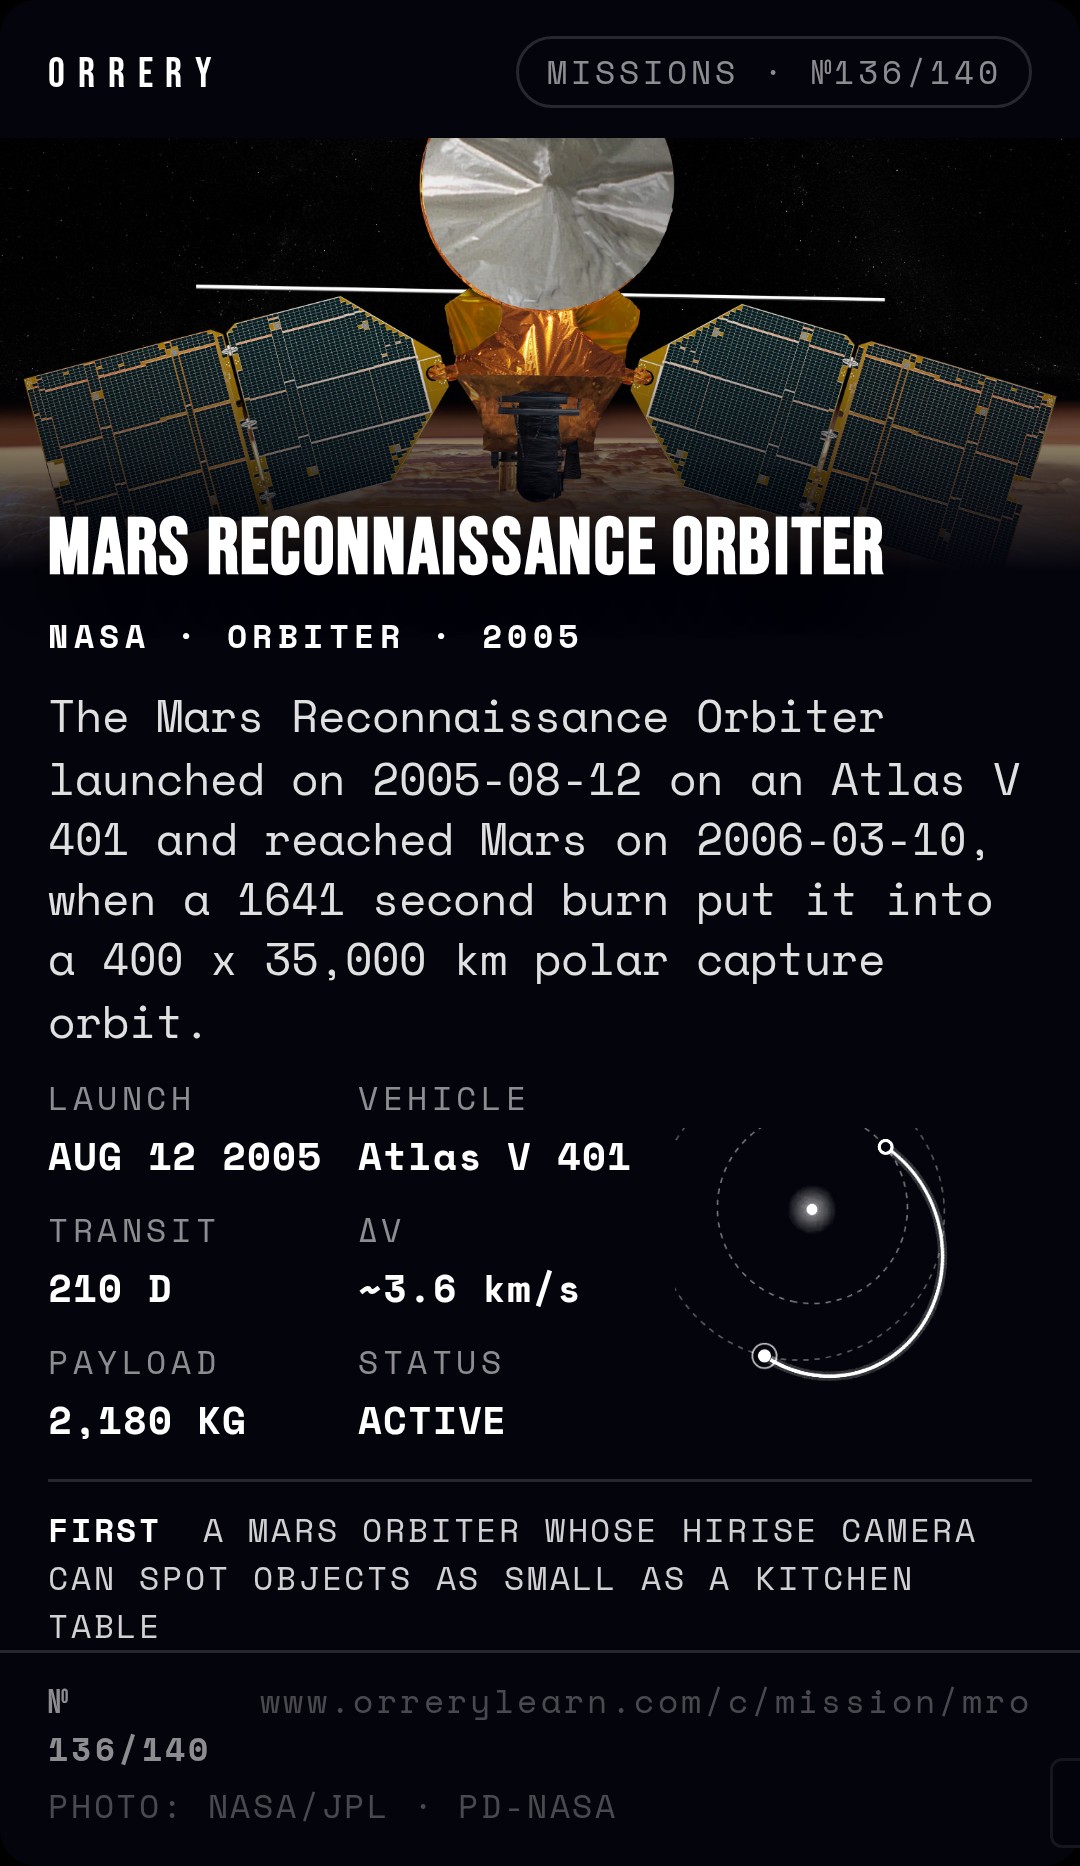 ORRERY
MISSIONS · №136/140
MARS RECONNAISSANCE ORBITER
NASA · ORBITER · 2005
The Mars Reconnaissance Orbiter
launched on 2005-08-12 on an Atlas V
401 and reached Mars on 2006-03-10,
when a 1641 second burn put it into
a 400 x 35,000 km polar capture
orbit.
LAUNCH VEHICLE
AUG 12 2005 Atlas V 401
TRANSIT ΔV
210 D ~3.6 km/s
PAYLOAD STATUS
2,180 KG ACTIVE
FIRST A MARS ORBITER WHOSE HIRISE CAMERA
CAN SPOT OBJECTS AS SMALL AS A KITCHEN
TABLE
№ www.orrerylearn.com/c/mission/mro
136/140
PHOTO: NASA/JPL · PD-NASA